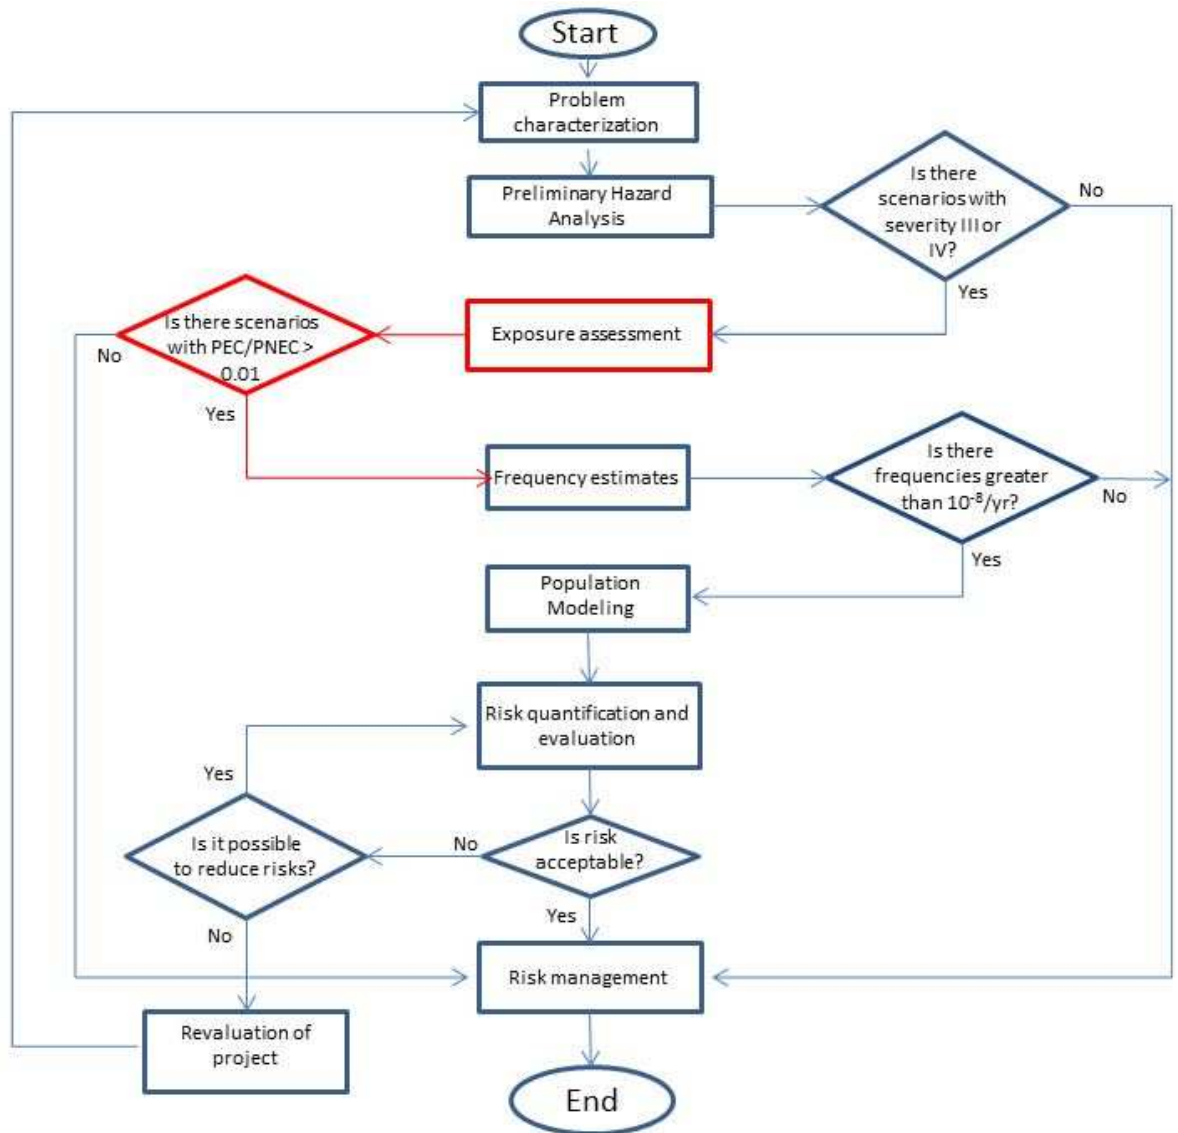 Start
Problem
characterization
Preliminary Hazard
Analysis
Is there
scenarios with
severity III or
IV?
No
Yes
Exposure assessment
Is there scenarios
with PEC/PNEC >
0.01
No
Yes
Frequency estimates
Is there
frequencies greater
than 10⁻⁸/yr?
No
Yes
Population
Modeling
Risk quantification and
evaluation
Yes
Is it possible
to reduce risks?
No
Is risk
acceptable?
Yes
No
Risk management
Revaluation of
project
End